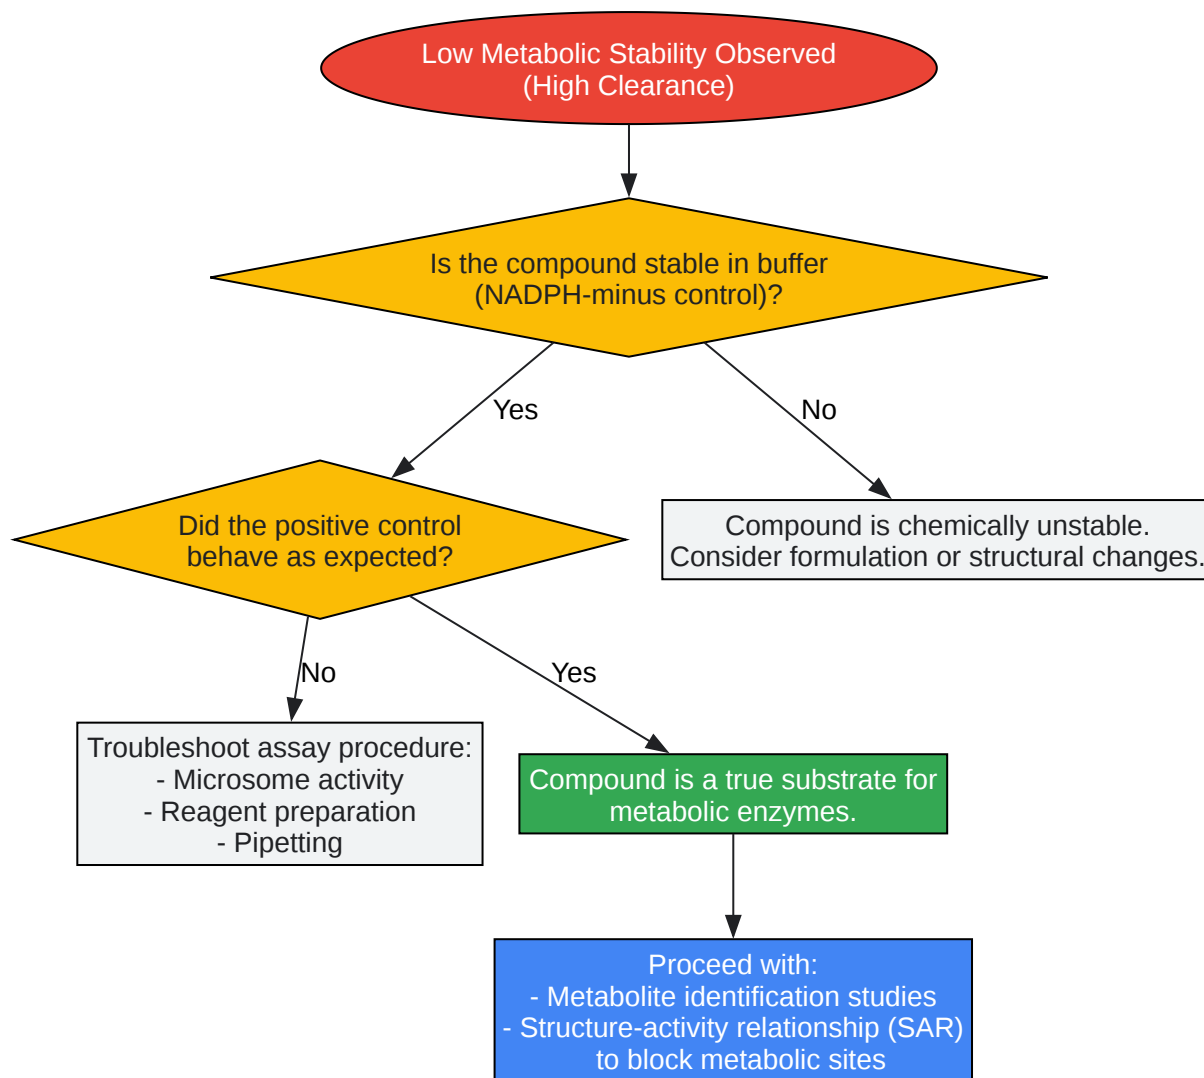 Low Metabolic Stability Observed
(High Clearance)
Is the compound stable in buffer
(NADPH-minus control)?
Yes
No
Did the positive control
behave as expected?
Compound is chemically unstable.
Consider formulation or structural changes.
No
Yes
Troubleshoot assay procedure:
- Microsome activity
- Reagent preparation
- Pipetting
Compound is a true substrate for
metabolic enzymes.
Proceed with:
- Metabolite identification studies
- Structure-activity relationship (SAR)
to block metabolic sites